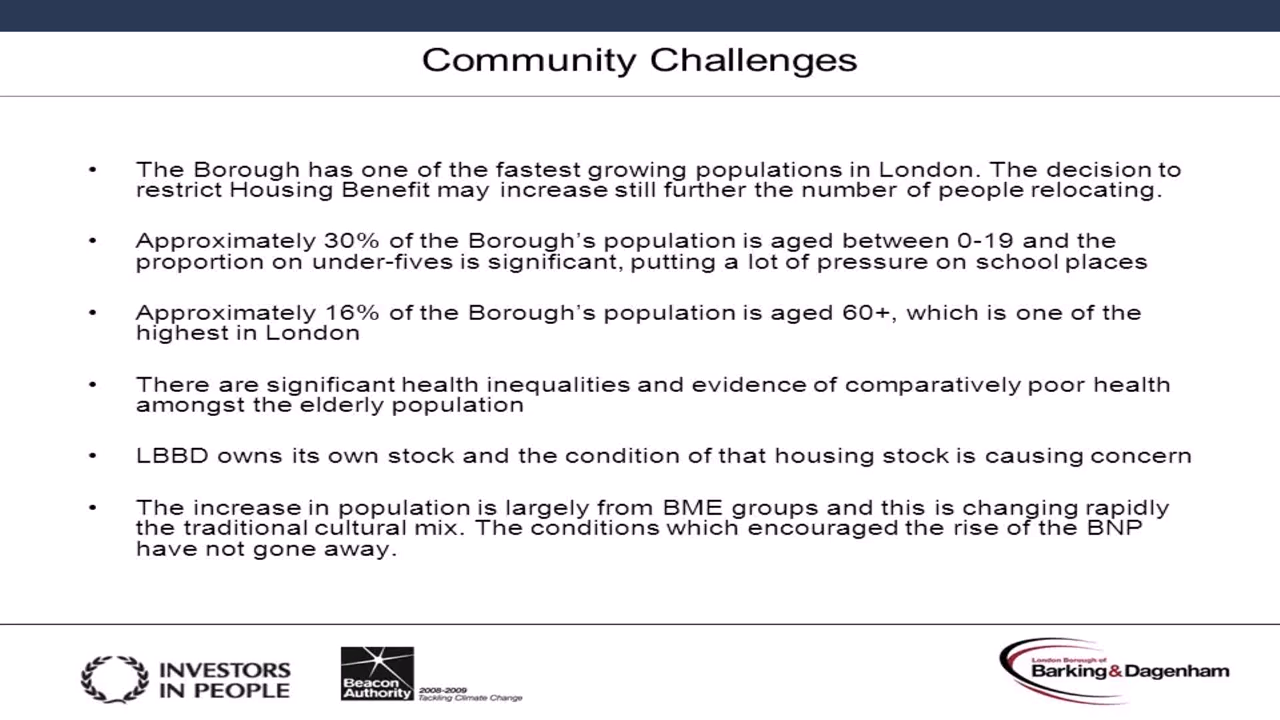 Community Challenges
• The Borough has one of the fastest growing populations in London. The decision to
restrict Housing Benefit may increase still further the number of people relocating.
• Approximately 30% of the Borough's population is aged between 0-19 and the
proportion on under-fives is significant, putting a lot of pressure on school places
• Approximately 16% of the Borough's population is aged 60+, which is one of the
highest in London
• There are significant health inequalities and evidence of comparatively poor health
amongst the elderly population
• LBBD owns its own stock and the condition of that housing stock is causing concern
• The increase in population is largely from BME groups and this is changing rapidly
the traditional cultural mix. The conditions which encouraged the rise of the BNP
have not gone away.
INVESTORS
IN PEOPLE
Beacon
Authority
2008-2009
Tackling Climate Change
London Borough of
Barking&Dagenham